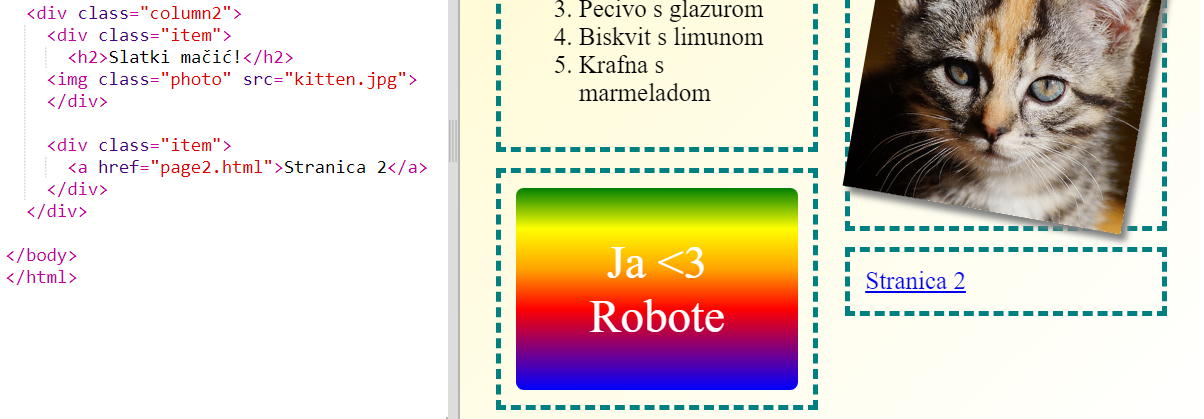 <div class="column2">
<div class="item">
<h2>Slatki mačić!</h2>
<img class="photo" src="kitten.jpg">
</div>
<div class="item">
<a href="page2.html">Stranica 2</a>
</div>
</div>
</body>
</html>
3. Pecivo s glazurom
4. Biskvit s limunom
5. Krafna s
marmeladom
Ja <3
Robote
Stranica 2